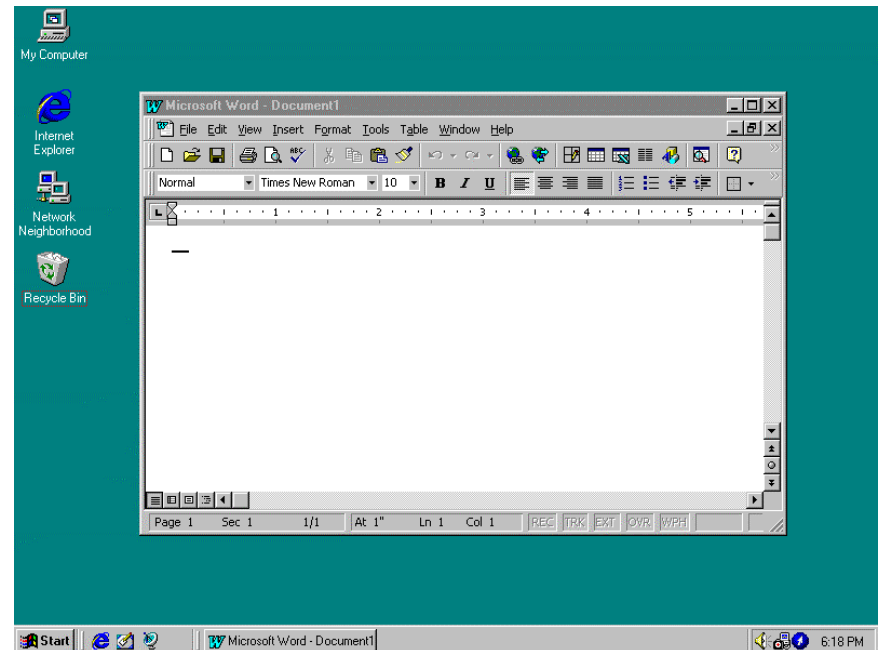 My Computer
Internet
Explorer
Network
Neighborhood
Recycle Bin
Microsoft Word - Document1
File Edit View Insert Format Tools Table Window Help
ABC
Normal Times New Roman 10 B I U
1 2 3 4 5
Page 1 Sec 1 1/1 At 1" Ln 1 Col 1 REC TRK EXT OVR WPH
Start Microsoft Word - Document1 6:18 PM